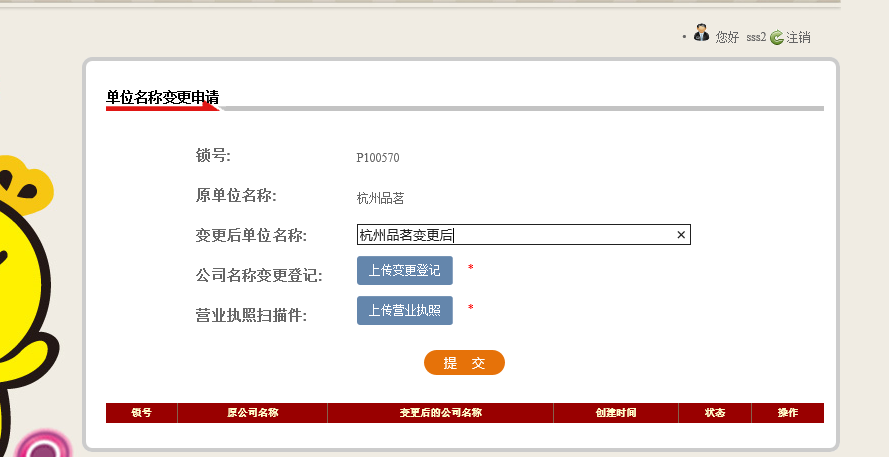 • 您好 sss2 注销
单位名称变更申请
锁号: P100570
原单位名称: 杭州品茗
变更后单位名称: 杭州品茗变更后 ×
公司名称变更登记: 上传变更登记 *
营业执照扫描件: 上传营业执照 *
提 交
锁号 原公司名称 变更后的公司名称 创建时间 状态 操作